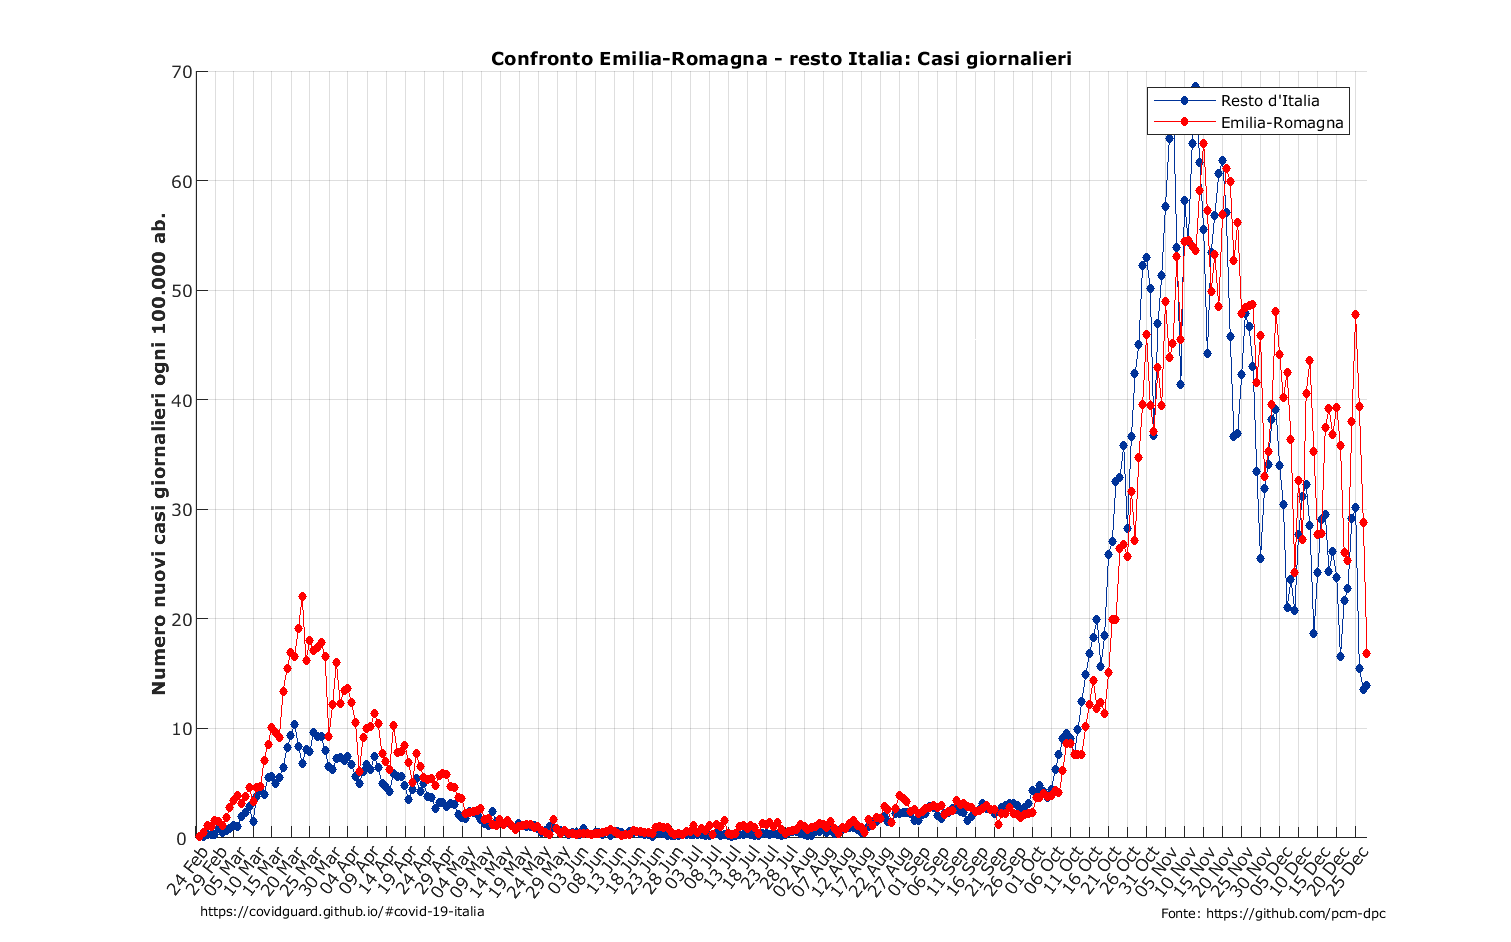 Confronto Emilia-Romagna - resto Italia: Casi giornalieri
Numero nuovi casi giornalieri ogni 100.000 ab.
70
60
50
40
30
20
10
0
Resto d'Italia
Emilia-Romagna
24 Feb
29 Feb
05 Mar
10 Mar
15 Mar
20 Mar
25 Mar
30 Mar
04 Apr
09 Apr
14 Apr
19 Apr
24 Apr
29 Apr
04 May
09 May
14 May
19 May
24 May
29 May
03 Jun
08 Jun
13 Jun
18 Jun
23 Jun
28 Jun
03 Jul
08 Jul
13 Jul
18 Jul
23 Jul
28 Jul
02 Aug
07 Aug
12 Aug
17 Aug
22 Aug
27 Aug
01 Sep
06 Sep
11 Sep
16 Sep
21 Sep
26 Sep
01 Oct
06 Oct
11 Oct
16 Oct
21 Oct
26 Oct
31 Oct
05 Nov
10 Nov
15 Nov
20 Nov
25 Nov
30 Nov
05 Dec
10 Dec
15 Dec
20 Dec
25 Dec
https://covidguard.github.io/#covid-19-italia
Fonte: https://github.com/pcm-dpc